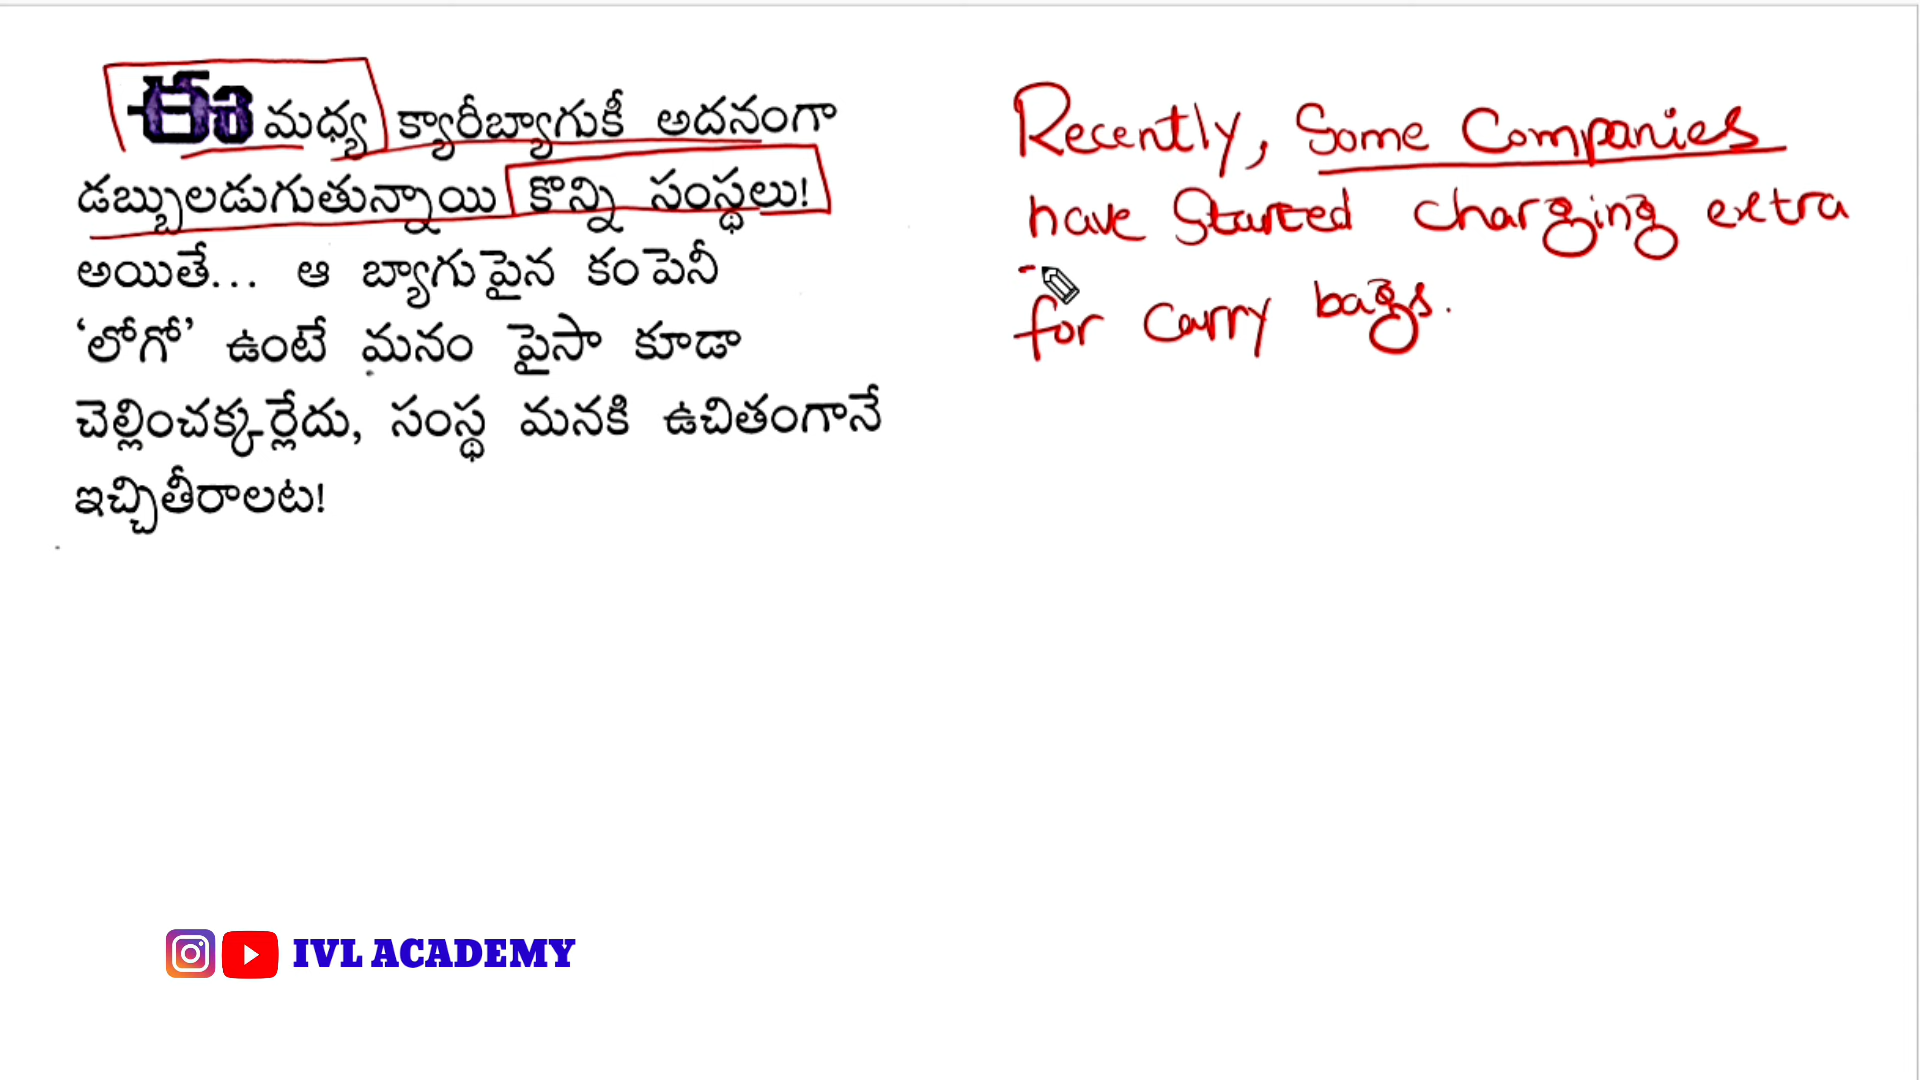 ఈ మధ్య క్యారీబ్యాగుకీ అదనంగా
డబ్బులడుగుతున్నాయి కొన్ని సంస్థలు!
అయితే... ఆ బ్యాగుపైన కంపెనీ
‘లోగో’ ఉంటే మనం పైసా కూడా
చెల్లించక్కర్లేదు, సంస్థ మనకి ఉచితంగానే
ఇచ్చితీరాలట!
Recently, Some Companies
have Started charging extra
for carry bags.
IVL ACADEMY